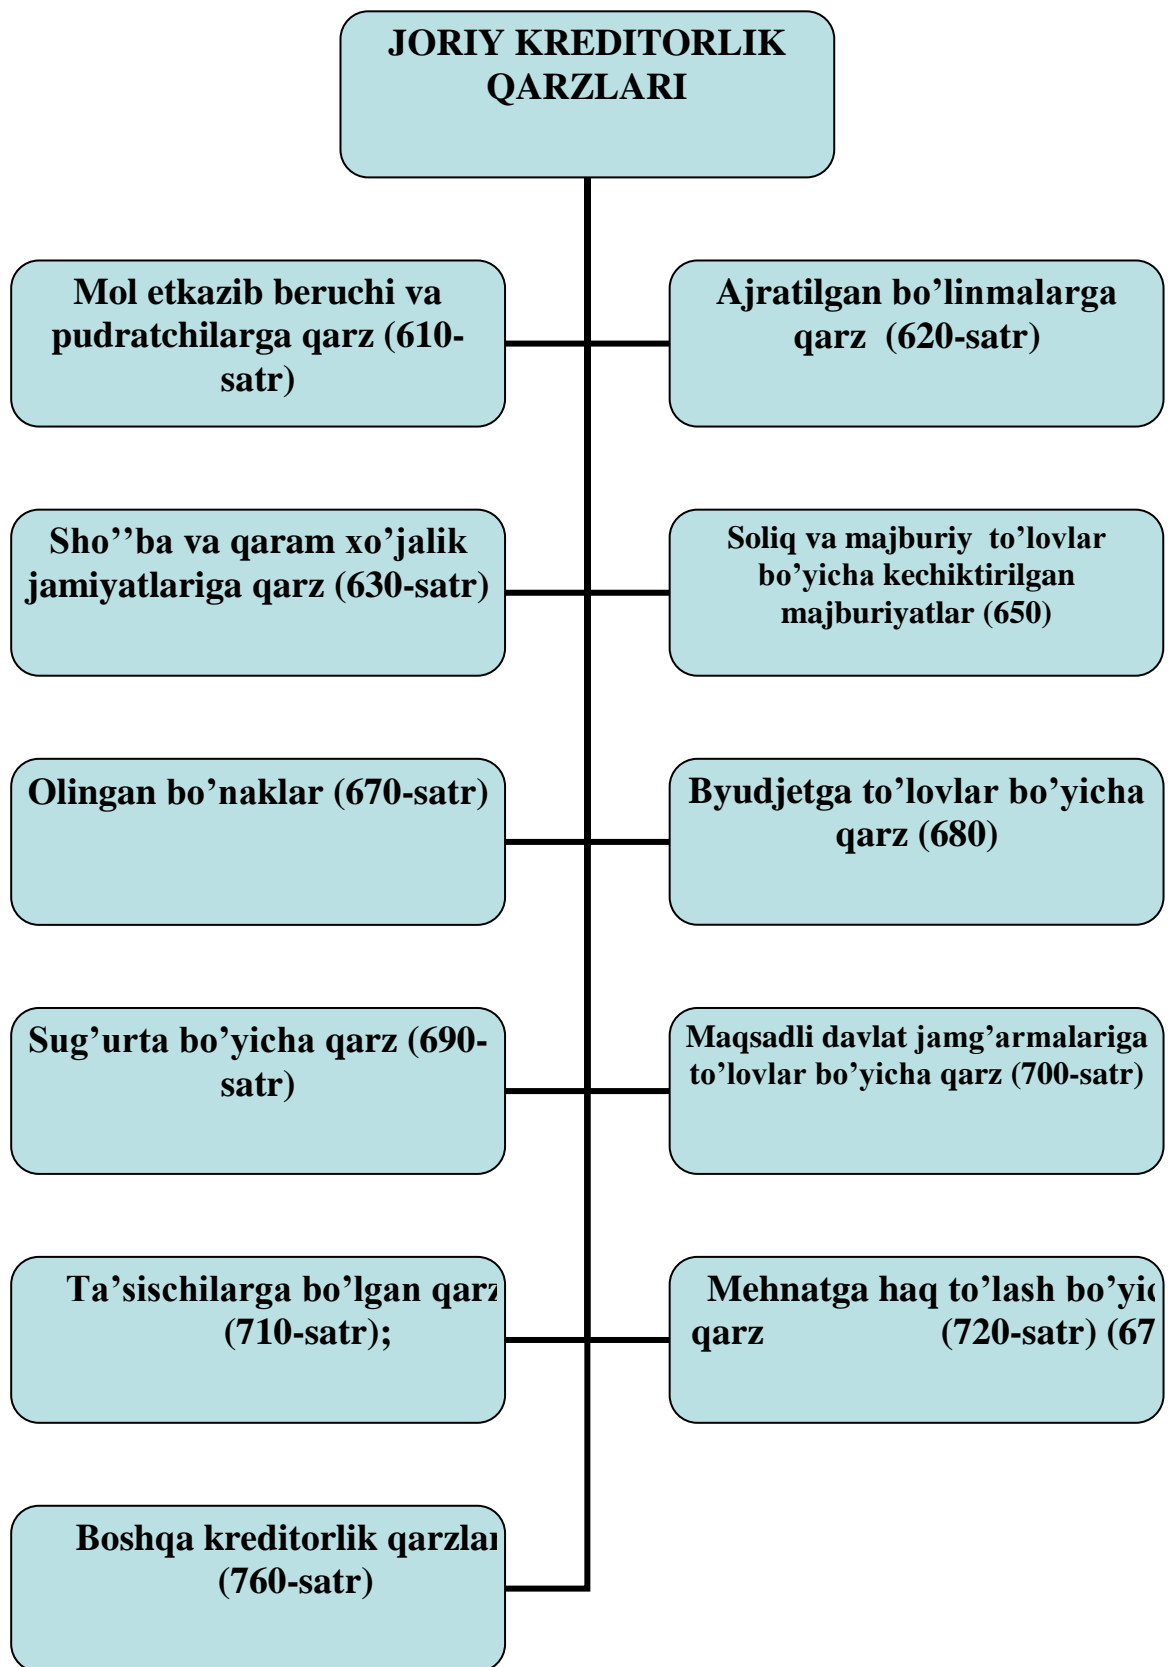 JORIY KREDITORLIK
QARZLARI
Mol etkazib beruchi va
pudratchilarga qarz (610-
satr)
Ajratilgan bo’linmalarga
qarz (620-satr)
Sho’’ba va qaram xo’jalik
jamiyatlariga qarz (630-satr)
Soliq va majburiy to’lovlar
bo’yicha kechiktirilgan
majburiyatlar (650)
Olingan bo’naklar (670-satr)
Byudjetga to’lovlar bo’yicha
qarz (680)
Sug’urta bo’yicha qarz (690-
satr)
Maqsadli davlat jamg’armalariga
to’lovlar bo’yicha qarz (700-satr)
Ta’sischilarga bo’lgan qarz
(710-satr);
Mehnatga haq to’lash
qarz (720-satr) (67
Boshqa kreditorlik qarzlar
(760-satr)